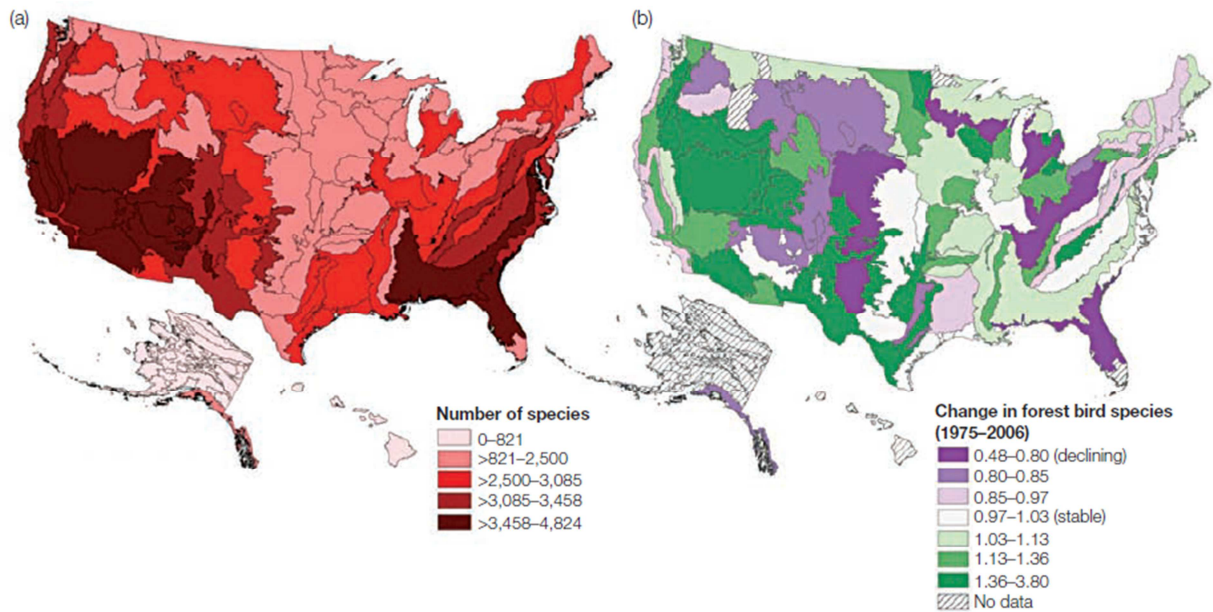 (a)
Number of species
0–821
>821–2,500
>2,500–3,085
>3,085–3,458
>3,458–4,824
(b)
Change in forest bird species
(1975–2006)
0.48–0.80 (declining)
0.80–0.85
0.85–0.97
0.97–1.03 (stable)
1.03–1.13
1.13–1.36
1.36–3.80
No data